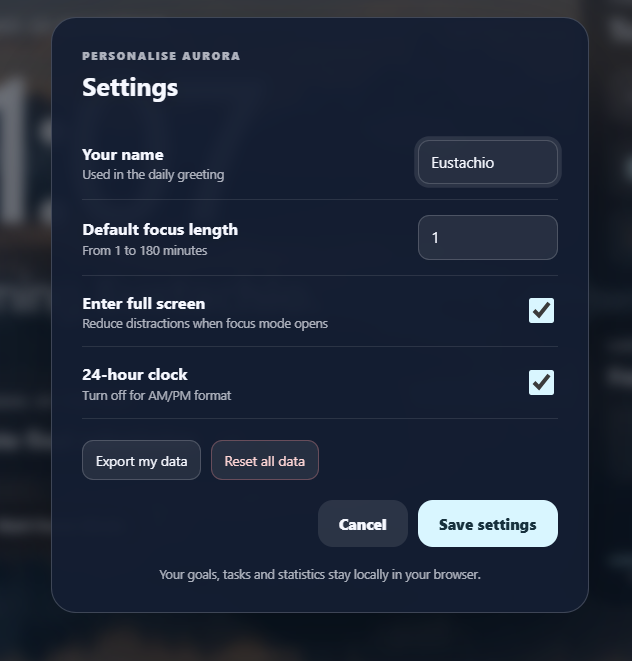 PERSONALISE AURORA
Settings
Your name
Used in the daily greeting
Eustachio
Default focus length
From 1 to 180 minutes
1
Enter full screen
Reduce distractions when focus mode opens
24-hour clock
Turn off for AM/PM format
Export my data
Reset all data
Cancel
Save settings
Your goals, tasks and statistics stay locally in your browser.